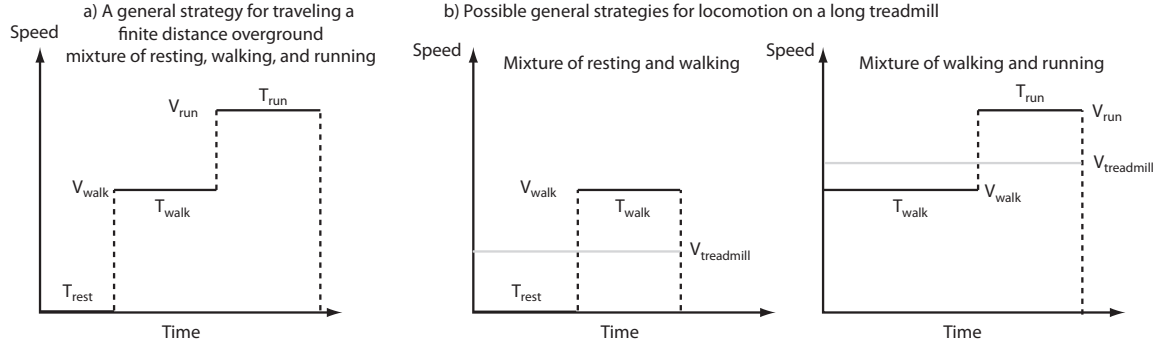 a) A general strategy for traveling a
finite distance overground
mixture of resting, walking, and running
Speed
T_run
V_run
V_walk
T_walk
T_rest
Time
b) Possible general strategies for locomotion on a long treadmill
Speed
Mixture of resting and walking
V_walk
T_walk
V_treadmill
T_rest
Time
Speed
Mixture of walking and running
T_run
V_run
V_treadmill
V_walk
T_walk
Time